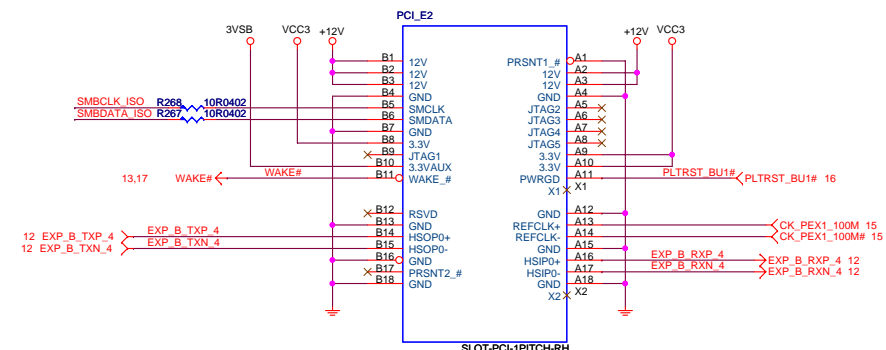 PCI_E2
3VSB VCC3 +12V +12V VCC3
B1 12V PRSNT1_# A1
B2 12V 12V A2
B3 12V 12V A3
B4 GND GND A4
SMBCLK_ISO R268 10R0402 B5 SMCLK JTAG2 A5
SMBDATA_ISO R267 10R0402 B6 SMDATA JTAG3 A6
B7 GND JTAG4 A7
B8 3.3V JTAG5 A8
B9 JTAG1 3.3V A9
B10 3.3VAUX 3.3V A10
13,17 WAKE# WAKE# B11 WAKE_# PWRGD A11 PLTRST_BU1# PLTRST_BU1# 16
X1 X1
B12 RSVD GND A12
B13 GND REFCLK+ A13 CK_PEX1_100M 15
12 EXP_B_TXP_4 EXP_B_TXP_4 B14 HSOP0+ REFCLK- A14 CK_PEX1_100M# 15
12 EXP_B_TXN_4 EXP_B_TXN_4 B15 HSOP0- GND A15
B16 GND HSIP0+ A16 EXP_B_RXP_4 EXP_B_RXP_4 12
B17 PRSNT2_# HSIP0- A17 EXP_B_RXN_4 EXP_B_RXN_4 12
B18 GND GND A18
X2 X2
SLOT-PCI-1PITCH-RH